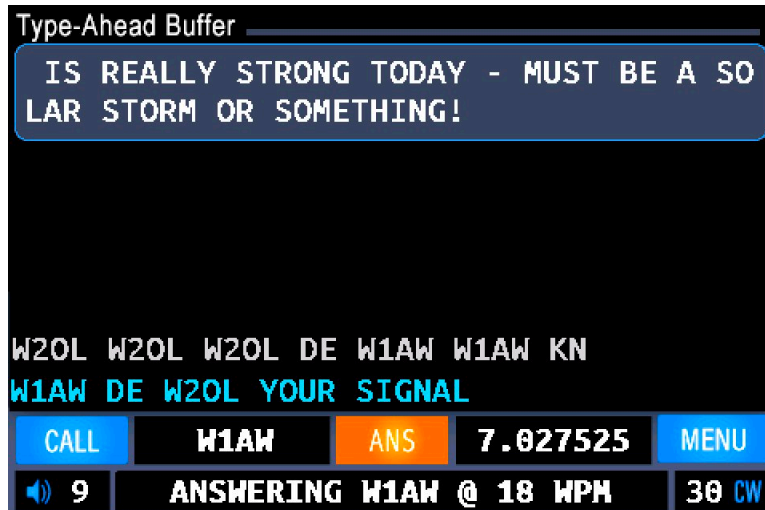 Type-Ahead Buffer
IS REALLY STRONG TODAY - MUST BE A SO
LAR STORM OR SOMETHING!
W2OL W2OL W2OL DE W1AW W1AW KN
W1AW DE W2OL YOUR SIGNAL
CALL W1AW ANS 7.027525 MENU
9 ANSWERING W1AW @ 18 WPM 30 CW